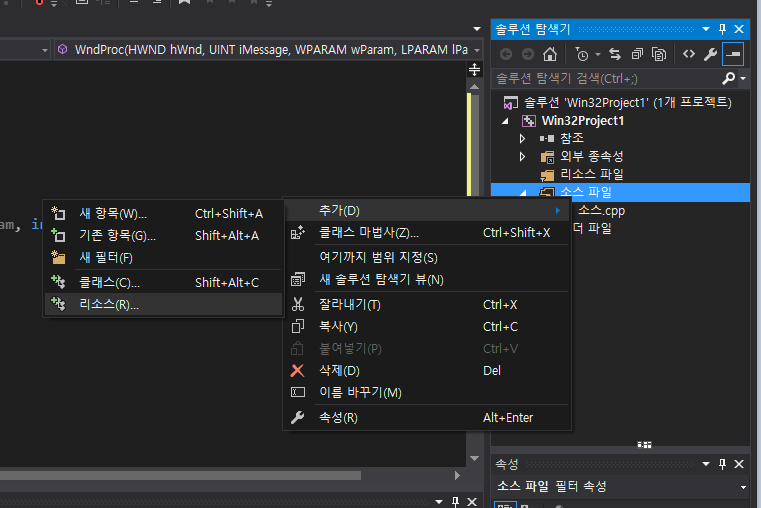 WndProc(HWND hWnd, UINT iMessage, WPARAM wParam, LPARAM lPa
솔루션 탐색기
솔루션 탐색기 검색(Ctrl+;)
솔루션 'Win32Project1' (1개 프로젝트)
Win32Project1
참조
외부 종속성
리소스 파일
소스 파일
소스.cpp
더 파일
am, in
새 항목(W)... Ctrl+Shift+A
기존 항목(G)... Shift+Alt+A
새 필터(F)
클래스(C)... Shift+Alt+C
리소스(R)...
추가(D)
클래스 마법사(Z)... Ctrl+Shift+X
여기까지 범위 지정(S)
새 솔루션 탐색기 뷰(N)
잘라내기(T) Ctrl+X
복사(Y) Ctrl+C
붙여넣기(P) Ctrl+V
삭제(D) Del
이름 바꾸기(M)
속성(R) Alt+Enter
속성
소스 파일 필터 속성